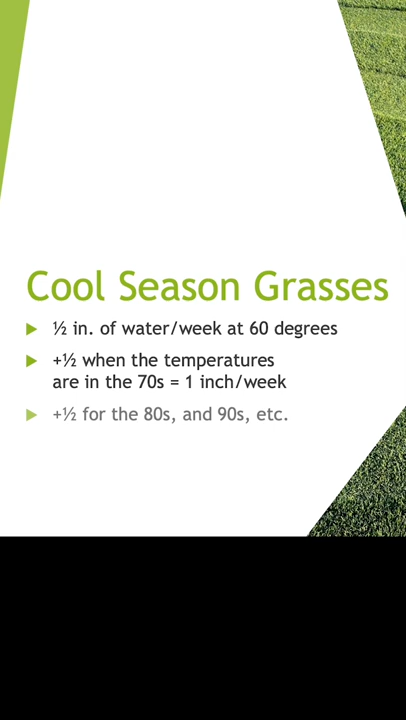 Cool Season Grasses
½ in. of water/week at 60 degrees
+½ when the temperatures
are in the 70s = 1 inch/week
+½ for the 80s, and 90s, etc.